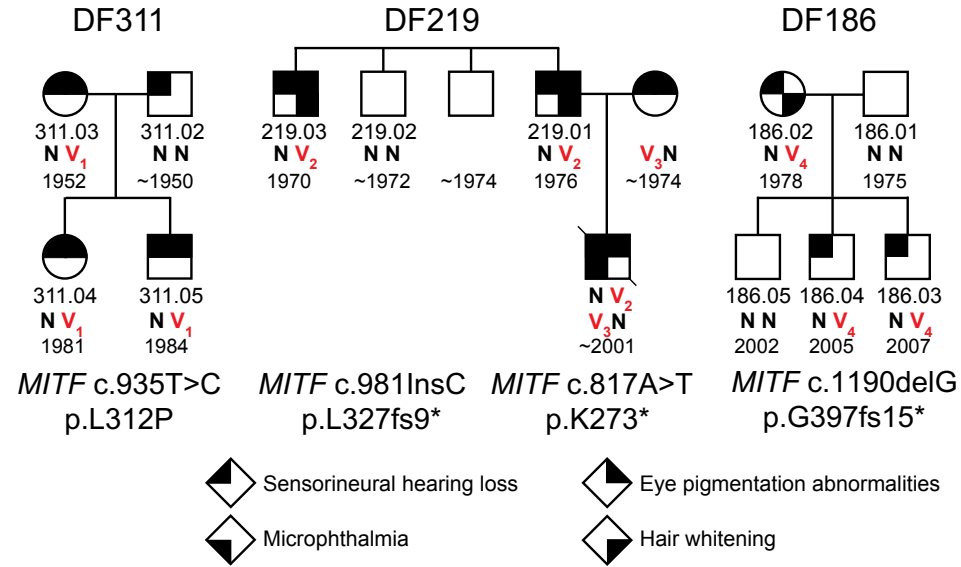 DF311 DF219 DF186
311.03 311.02 219.03 219.02 219.01 186.02 186.01
N V1 N N N V2 N N N V2 V3N N V4 N N
1952 ~1950 1970 ~1972 ~1974 1976 ~1974 1978 1975
311.04 311.05 N V2 186.05 186.04 186.03
N V1 N V1 V3N N N N V4 N V4
1981 1984 ~2001 2002 2005 2007
MITF c.935T>C MITF c.981InsC MITF c.817A>T MITF c.1190delG
p.L312P p.L327fs9* p.K273* p.G397fs15*
Sensorineural hearing loss Eye pigmentation abnormalities
Microphthalmia Hair whitening